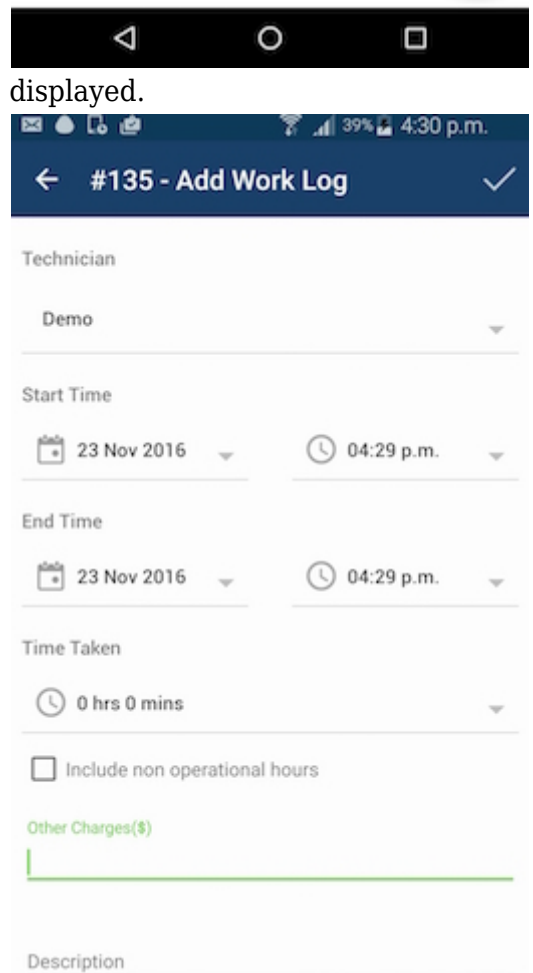 displayed.
39% 4:30 p.m.
#135 - Add Work Log
Technician
Demo
Start Time
23 Nov 2016 04:29 p.m.
End Time
23 Nov 2016 04:29 p.m.
Time Taken
0 hrs 0 mins
Include non operational hours
Other Charges($)
Description